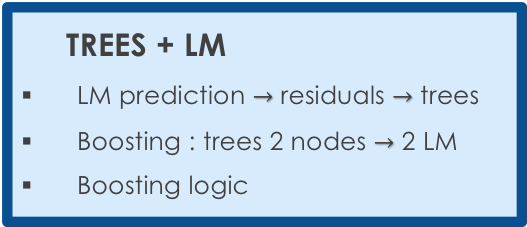 TREES + LM
▪ LM prediction → residuals → trees
▪ Boosting : trees 2 nodes → 2 LM
▪ Boosting logic